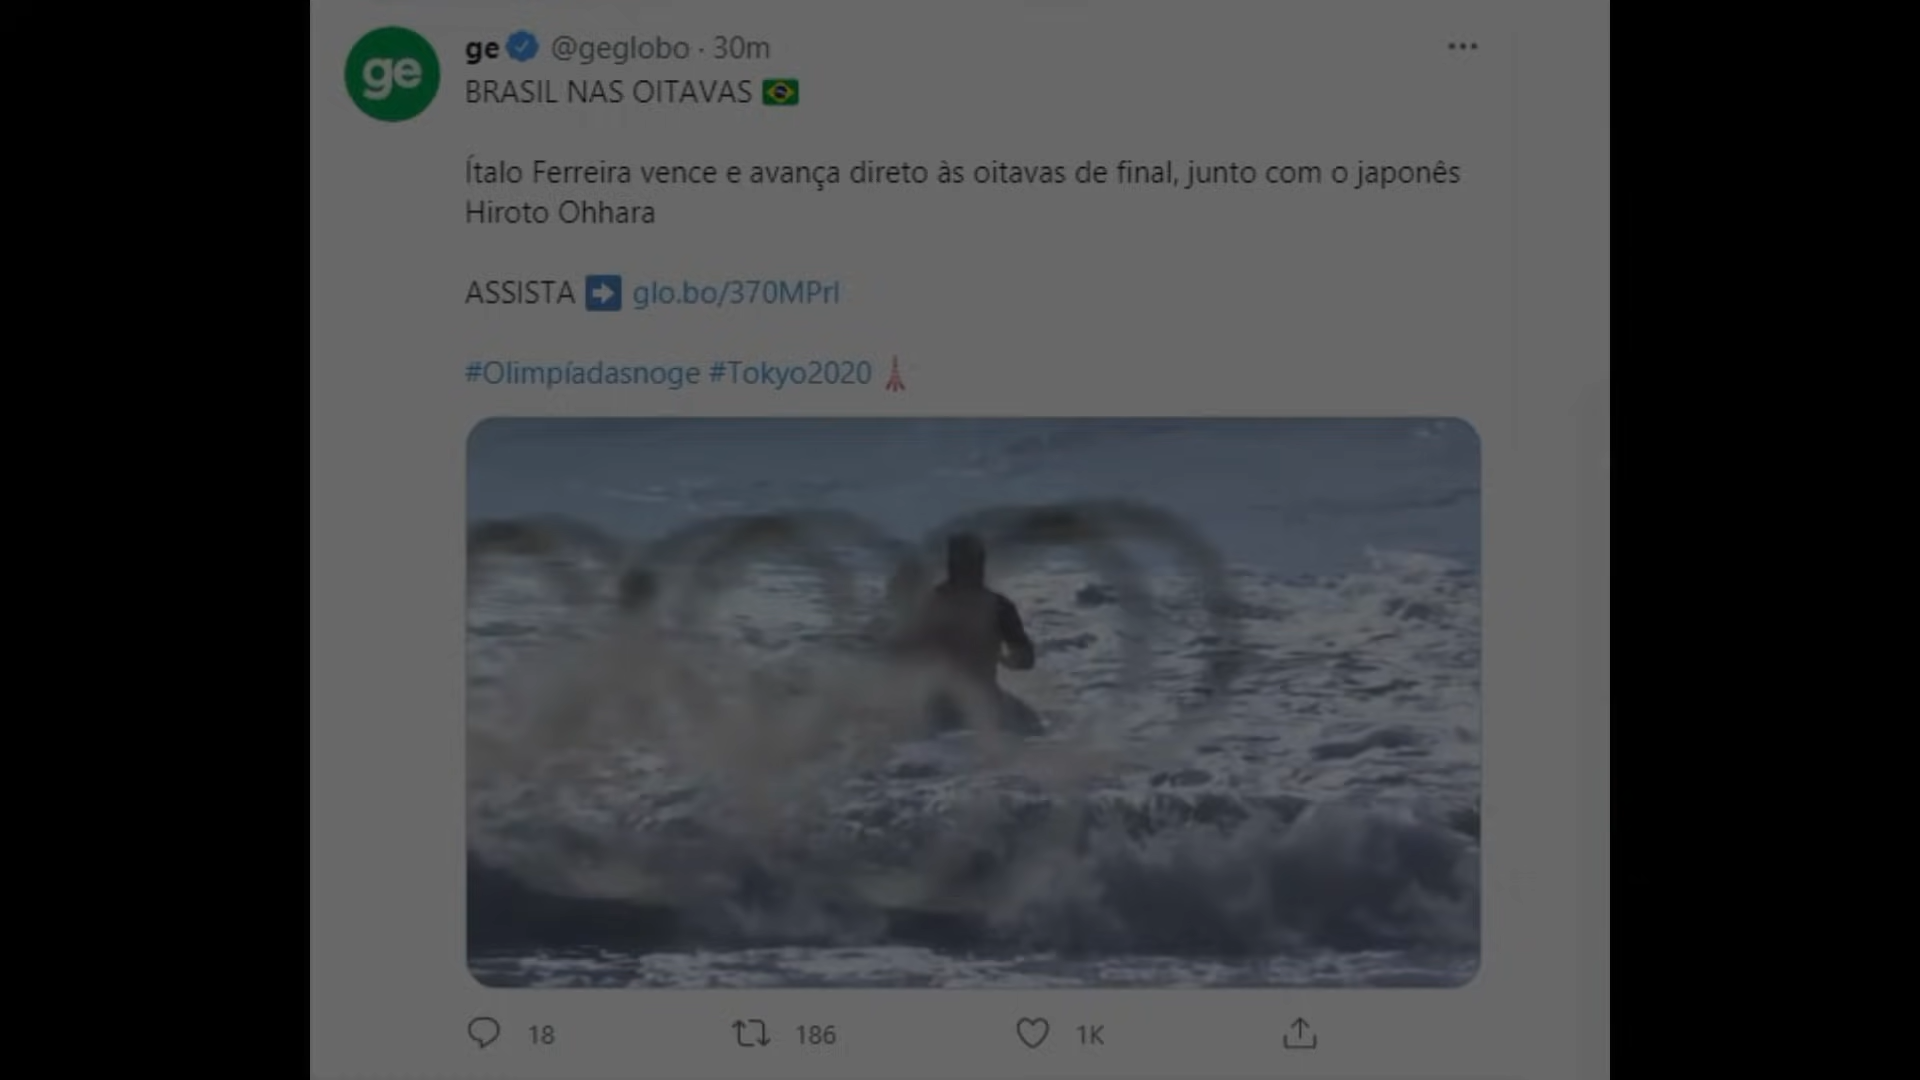 ge
ge @geglobo · 30m
BRASIL NAS OITAVAS
Ítalo Ferreira vence e avança direto às oitavas de final, junto com o japonês
Hiroto Ohhara
ASSISTA glo.bo/370MPrl
#Olimpíadasnoge #Tokyo2020
18 186 1K